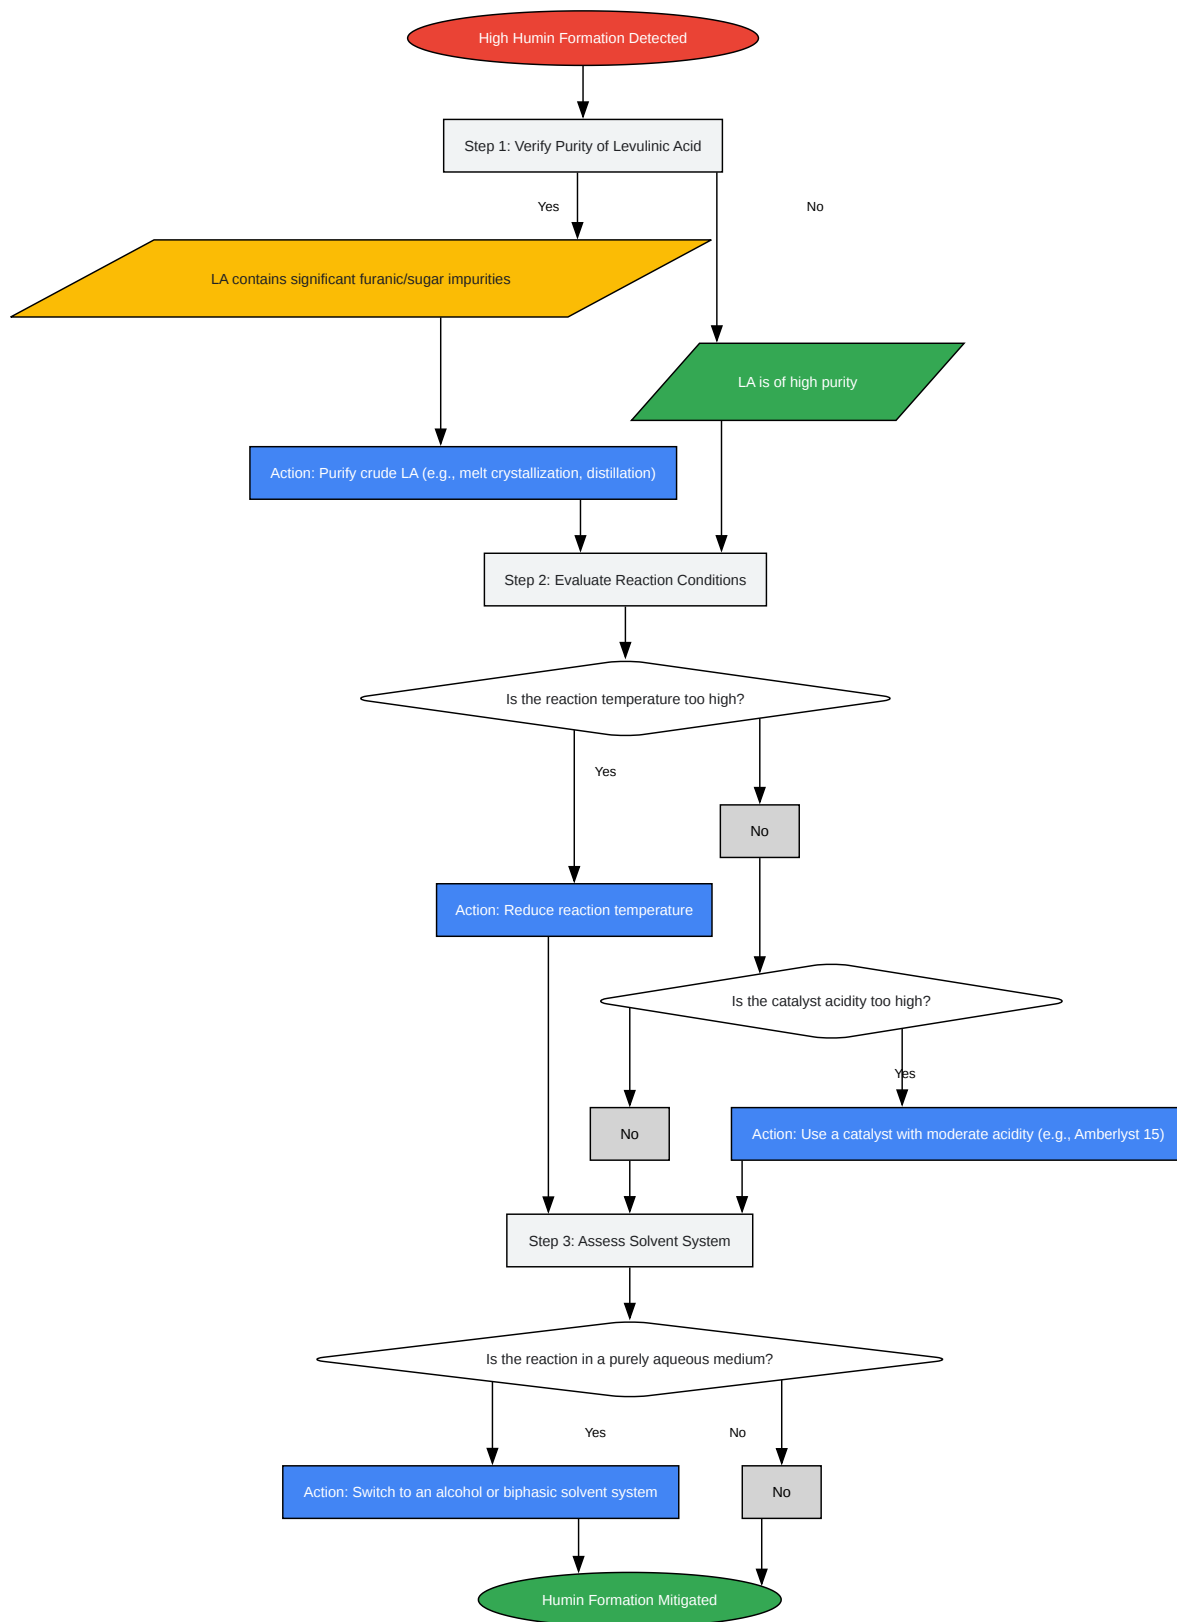 High Humin Formation Detected
Step 1: Verify Purity of Levulinic Acid
Yes
No
LA contains significant furanic/sugar impurities
LA is of high purity
Action: Purify crude LA (e.g., melt crystallization, distillation)
Step 2: Evaluate Reaction Conditions
Is the reaction temperature too high?
Yes
No
Action: Reduce reaction temperature
Is the catalyst acidity too high?
Yes
No
Action: Use a catalyst with moderate acidity (e.g., Amberlyst 15)
Step 3: Assess Solvent System
Is the reaction in a purely aqueous medium?
Yes
No
Action: Switch to an alcohol or biphasic solvent system
No
Humin Formation Mitigated